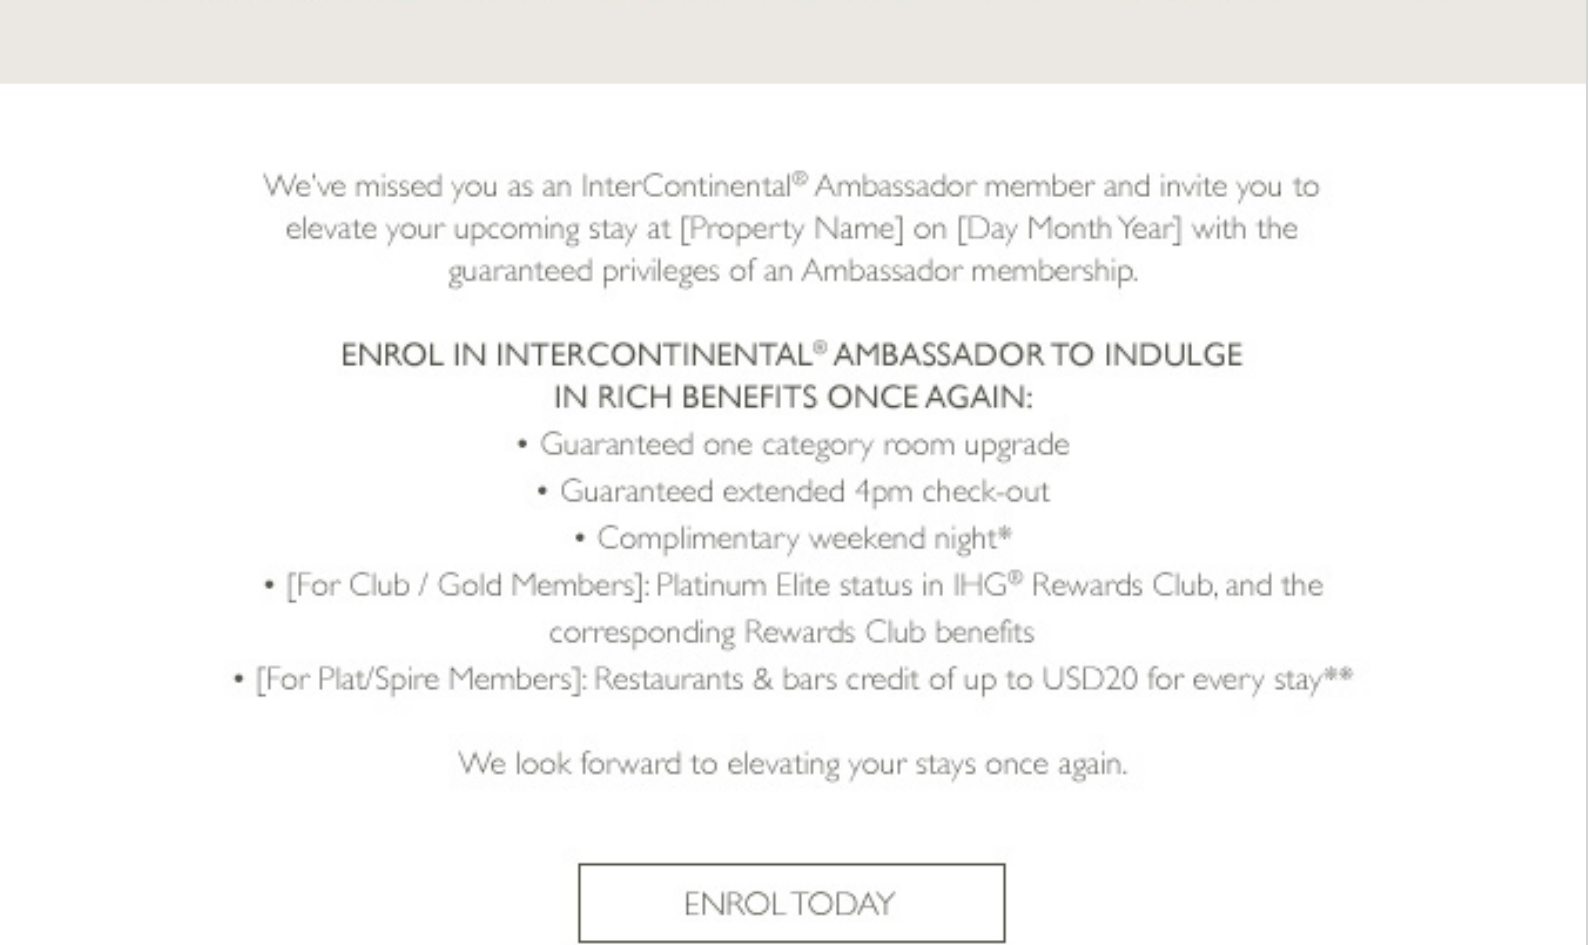 We've missed you as an InterContinental® Ambassador member and invite you to
elevate your upcoming stay at [Property Name] on [Day Month Year] with the
guaranteed privileges of an Ambassador membership.
ENROL IN INTERCONTINENTAL® AMBASSADOR TO INDULGE
IN RICH BENEFITS ONCE AGAIN:
• Guaranteed one category room upgrade
• Guaranteed extended 4pm check-out
• Complimentary weekend night*
• [For Club / Gold Members]: Platinum Elite status in IHG® Rewards Club, and the
corresponding Rewards Club benefits
• [For Plat/Spire Members]: Restaurants & bars credit of up to USD20 for every stay**
We look forward to elevating your stays once again.
ENROL TODAY